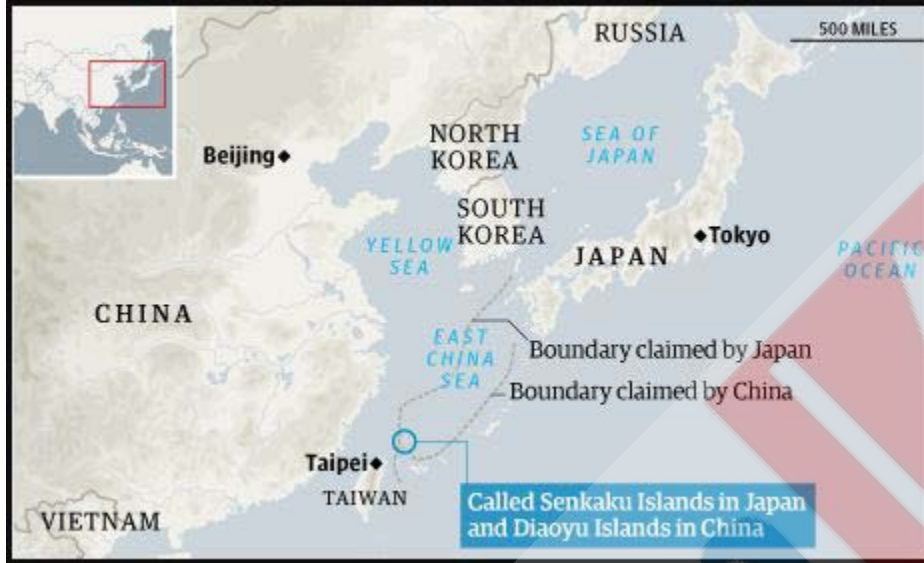 RUSSIA
500 MILES
NORTH
KOREA
SEA OF
JAPAN
Beijing
SOUTH
KOREA
YELLOW
SEA
JAPAN
Tokyo
PACIFIC
OCEAN
CHINA
EAST
CHINA
SEA
Boundary claimed by Japan
Boundary claimed by China
Taipei
TAIWAN
VIETNAM
Called Senkaku Islands in Japan
and Diaoyu Islands in China